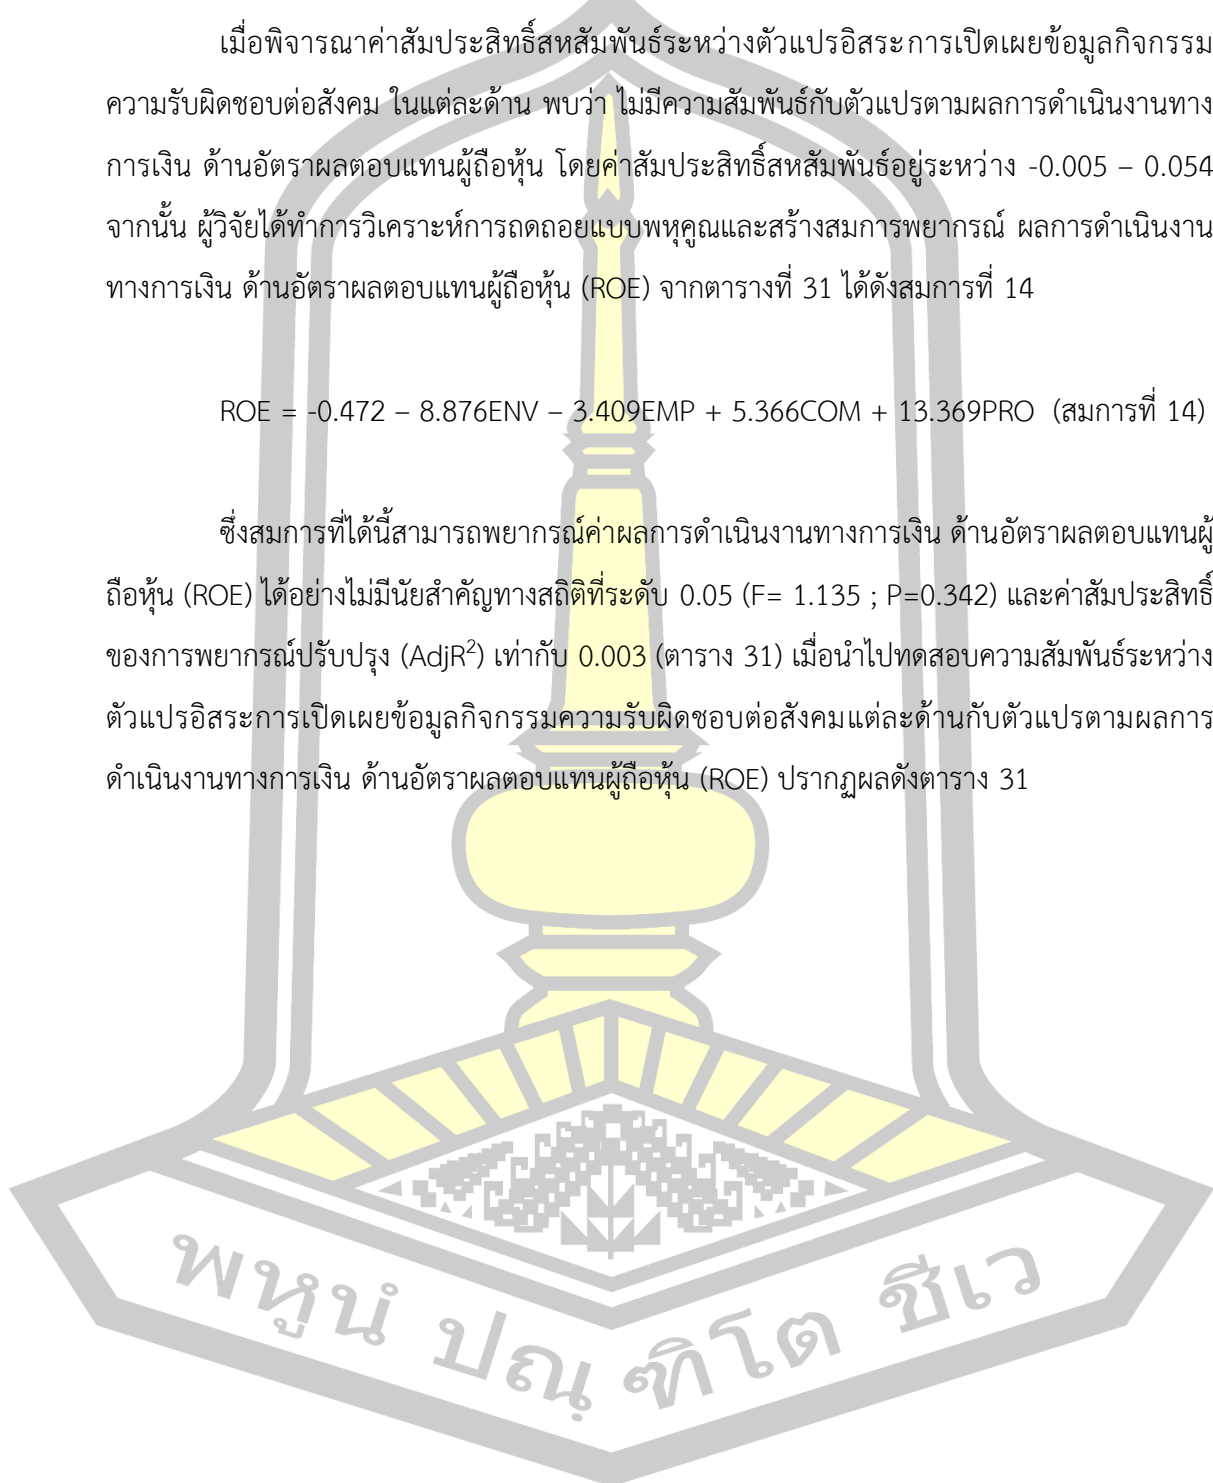 เมื่อพิจารณาค่าสัมประสิทธิ์สหสัมพันธ์ระหว่างตัวแปรอิสระการเปิดเผยข้อมูลกิจกรรม
ความรับผิดชอบต่อสังคม ในแต่ละด้าน พบว่า ไม่มีความสัมพันธ์กับตัวแปรตามผลการดำเนินงานทาง
การเงิน ด้านอัตราผลตอบแทนผู้ถือหุ้น โดยค่าสัมประสิทธิ์สหสัมพันธ์อยู่ระหว่าง -0.005 – 0.054
จากนั้น ผู้วิจัยได้ทำการวิเคราะห์การถดถอยแบบพหุคูณและสร้างสมการพยากรณ์ ผลการดำเนินงาน
ทางการเงิน ด้านอัตราผลตอบแทนผู้ถือหุ้น (ROE) จากตารางที่ 31 ได้ดังสมการที่ 14
ROE = -0.472 – 8.876ENV – 3.409EMP + 5.366COM + 13.369PRO (สมการที่ 14)
ซึ่งสมการที่ได้นี้สามารถพยากรณ์ค่าผลการดำเนินงานทางการเงิน ด้านอัตราผลตอบแทนผู้
ถือหุ้น (ROE) ได้อย่างไม่มีนัยสำคัญทางสถิติที่ระดับ 0.05 (F= 1.135 ; P=0.342) และค่าสัมประสิทธิ์
ของการพยากรณ์ปรับปรุง (AdjR²) เท่ากับ 0.003 (ตาราง 31) เมื่อนำไปทดสอบความสัมพันธ์ระหว่าง
ตัวแปรอิสระการเปิดเผยข้อมูลกิจกรรมความรับผิดชอบต่อสังคมแต่ละด้านกับตัวแปรตามผลการ
ดำเนินงานทางการเงิน ด้านอัตราผลตอบแทนผู้ถือหุ้น (ROE) ปรากฏผลดังตาราง 31
พหูนํ ปณฺ ฑิโต ชีเว